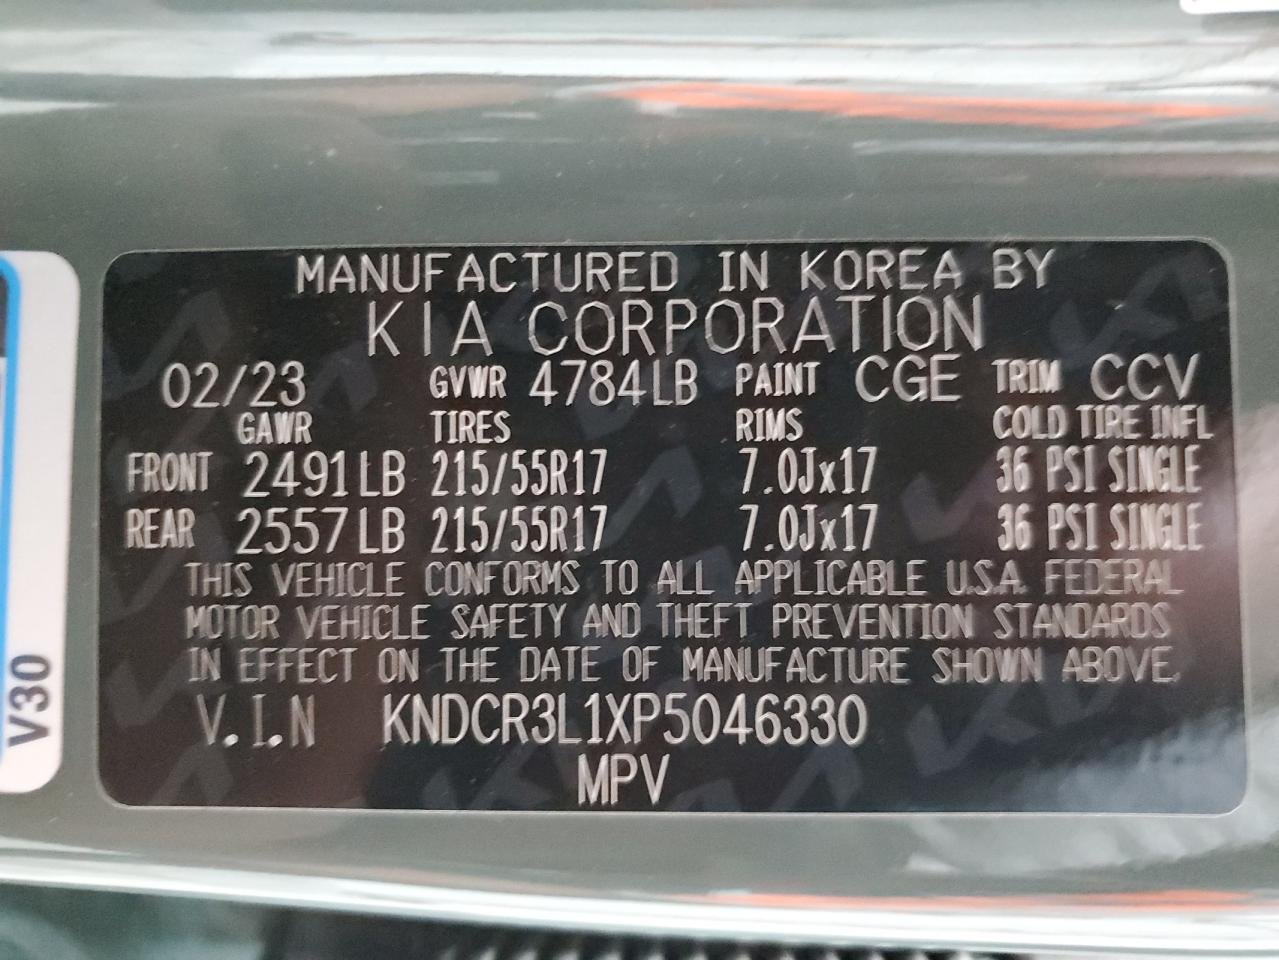 MANUFACTURED IN KOREA BY
KIA CORPORATION
02/23 GVWR 4784LB PAINT CGE TRIM CCV
GAWR TIRES RIMS COLD TIRE INFL
FRONT 2491LB 215/55R17 7.0Jx17 36 PSI SINGLE
REAR 2557LB 215/55R17 7.0Jx17 36 PSI SINGLE
THIS VEHICLE CONFORMS TO ALL APPLICABLE U.S.A. FEDERAL
MOTOR VEHICLE SAFETY AND THEFT PREVENTION STANDARDS
IN EFFECT ON THE DATE OF MANUFACTURE SHOWN ABOVE.
V.I.N KNDCR3L1XP5046330
MPV
V30